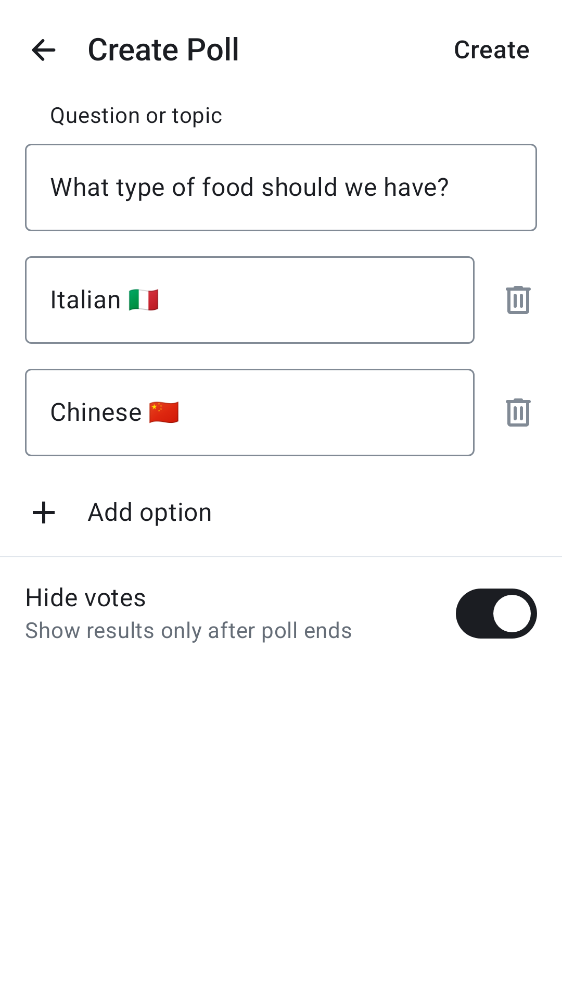 Create Poll
Create
Question or topic
What type of food should we have?
Italian 🇮🇹
Chinese 🇨🇳
Add option
Hide votes
Show results only after poll ends